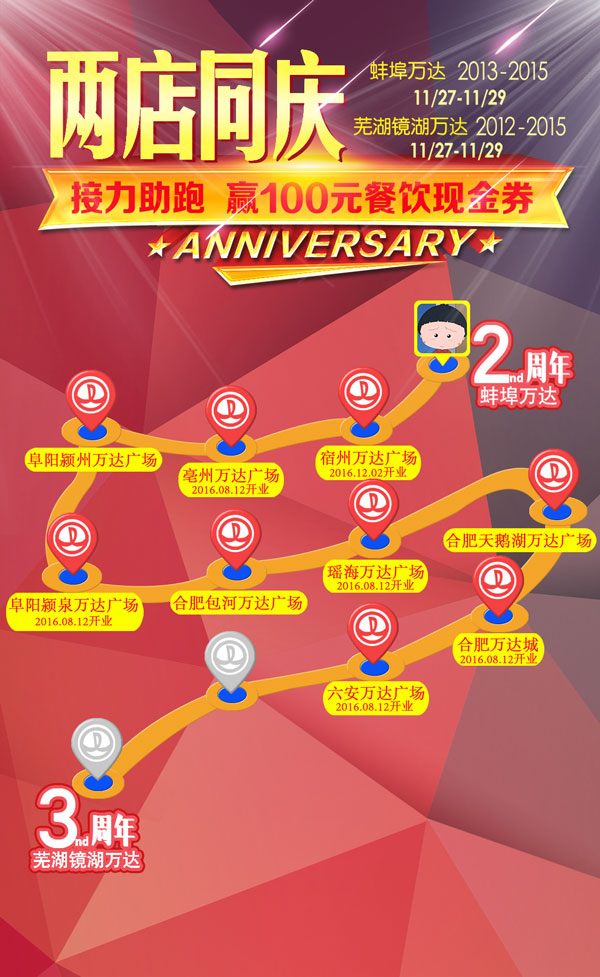 两店同庆
蚌埠万达 2013-2015
11/27-11/29
芜湖镜湖万达 2012-2015
11/27-11/29
接力助跑 赢100元餐饮现金券
ANNIVERSARY
2nd周年
蚌埠万达
阜阳颍州万达广场
亳州万达广场
2016.08.12开业
宿州万达广场
2016.12.02开业
合肥天鹅湖万达广场
阜阳颍泉万达广场
2016.08.12开业
合肥包河万达广场
瑶海万达广场
2016.08.12开业
合肥万达城
2016.08.12开业
六安万达广场
2016.08.12开业
3nd周年
芜湖镜湖万达